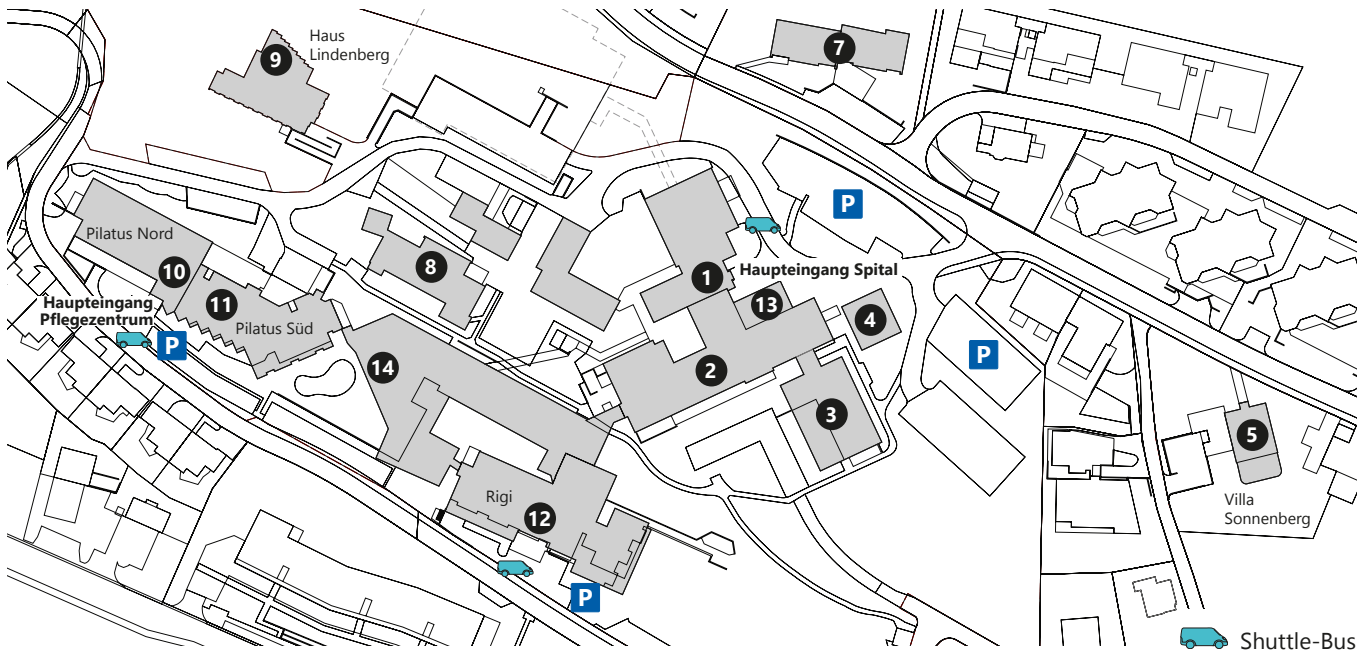 9
Haus
Lindenberg
7
P
Pilatus Nord
8
10
1
Haupteingang Spital
11
13
Haupteingang
Pflegezentrum
4
Pilatus Süd
P
14
2
P
3
5
Rigi
12
Villa
Sonnenberg
P
Shuttle-Bus